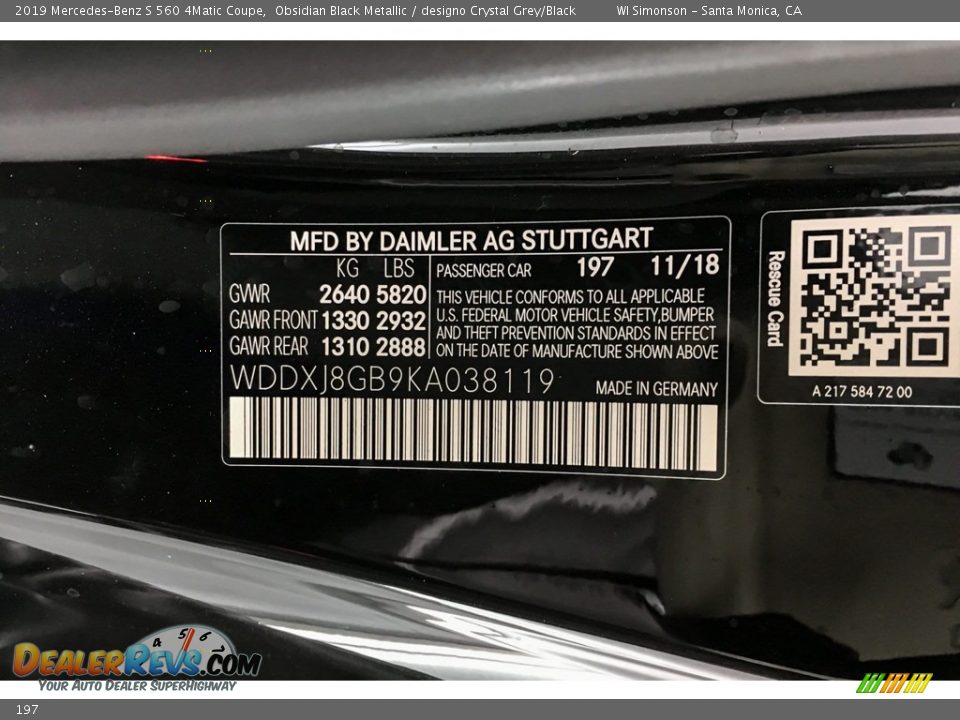 2019 Mercedes-Benz S 560 4Matic Coupe, Obsidian Black Metallic / designo Crystal Grey/Black WI Simonson - Santa Monica, CA
MFD BY DAIMLER AG STUTTGART
KG LBS
GVWR 2640 5820
GAWR FRONT 1330 2932
GAWR REAR 1310 2888
PASSENGER CAR 197 11/18
THIS VEHICLE CONFORMS TO ALL APPLICABLE
U.S. FEDERAL MOTOR VEHICLE SAFETY, BUMPER
AND THEFT PREVENTION STANDARDS IN EFFECT
ON THE DATE OF MANUFACTURE SHOWN ABOVE
WDDXJ8GB9KA038119
MADE IN GERMANY
Rescue Card
A 217 584 72 00
4 5 6 7
DEALERREVS.COM
YOUR AUTO DEALER SUPERHIGHWAY
197